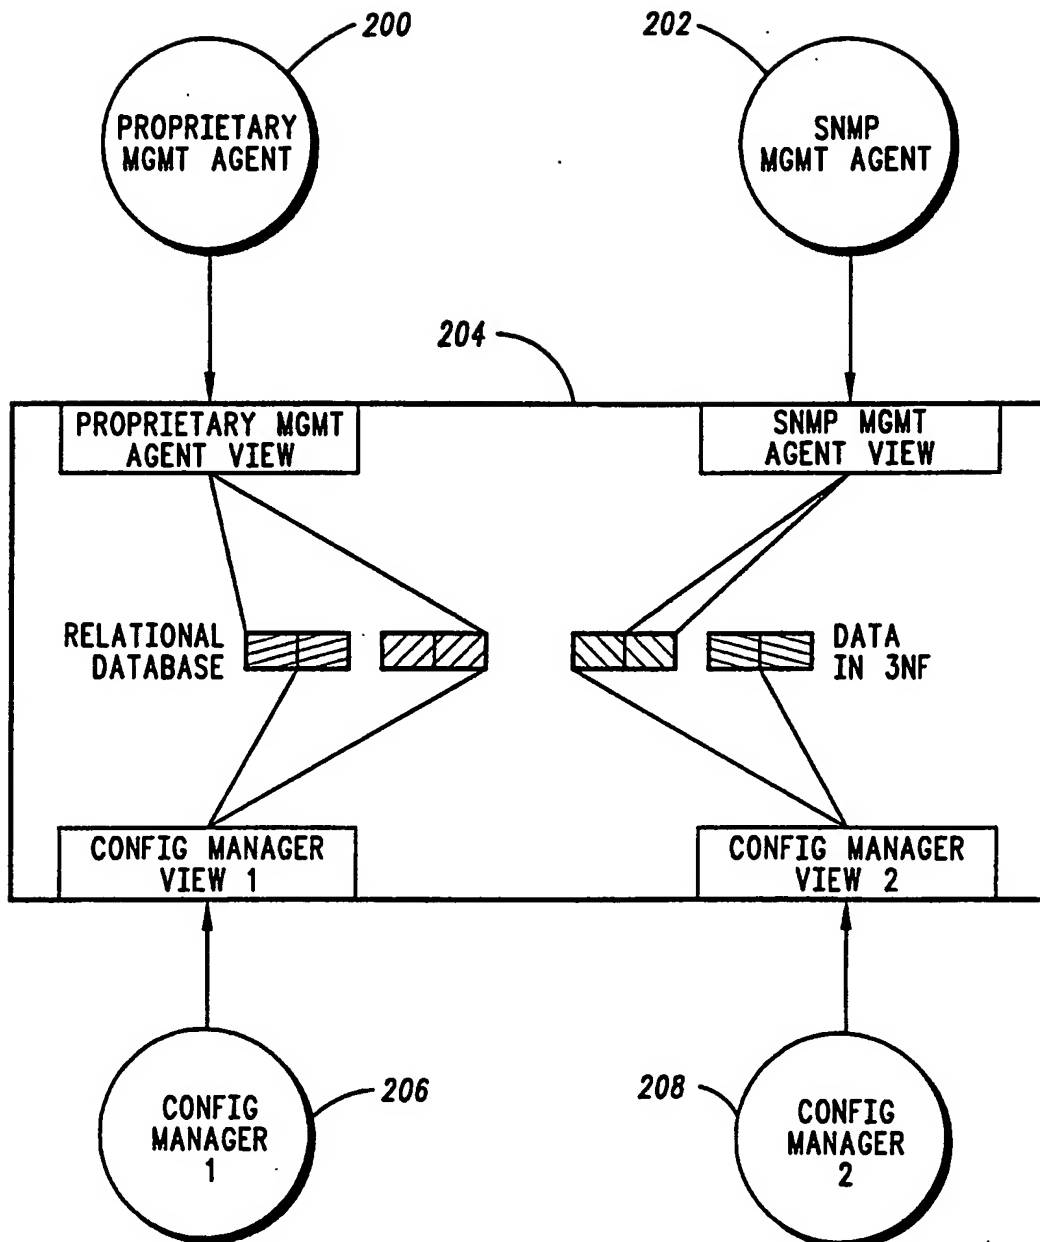 200
202
PROPRIETARY
MGMT AGENT
SNMP
MGMT AGENT
204
PROPRIETARY MGMT
AGENT VIEW
SNMP MGMT
AGENT VIEW
RELATIONAL
DATABASE
DATA
IN 3NF
CONFIG MANAGER
VIEW 1
CONFIG MANAGER
VIEW 2
206
208
CONFIG
MANAGER
1
CONFIG
MANAGER
2